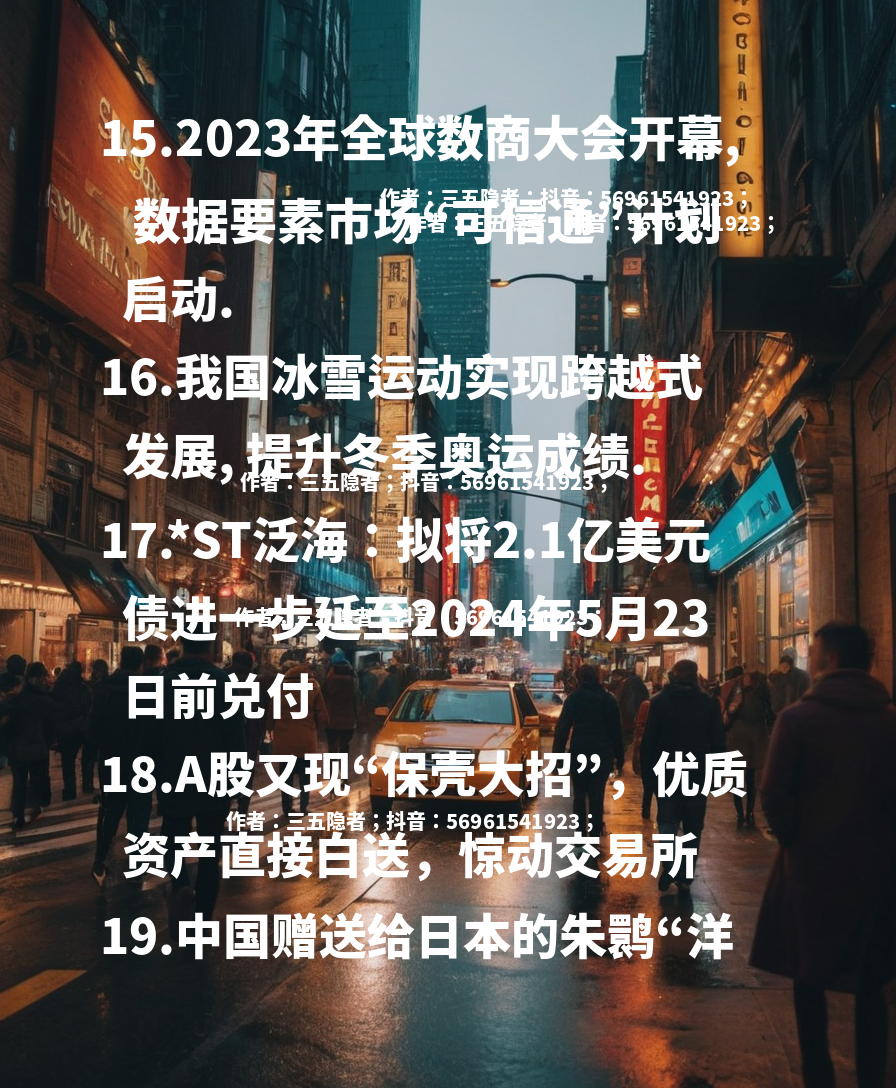 15.2023年全球数商大会开幕,
作者：三五隐者；抖音：56961541923；
数据要素市场“可信通”计划
作者：三五隐者；抖音：56961541923；
启动.
16.我国冰雪运动实现跨越式
发展, 提升冬季奥运成绩.
作者：三五隐者；抖音：56961541923；
17.*ST泛海：拟将2.1亿美元
债进一步延至2024年5月23
作者：三五隐者；抖音：56961541923；
日前兑付
18.A股又现“保壳大招”，优质
作者：三五隐者；抖音：56961541923；
资产直接白送，惊动交易所
19.中国赠送给日本的朱鹮“洋